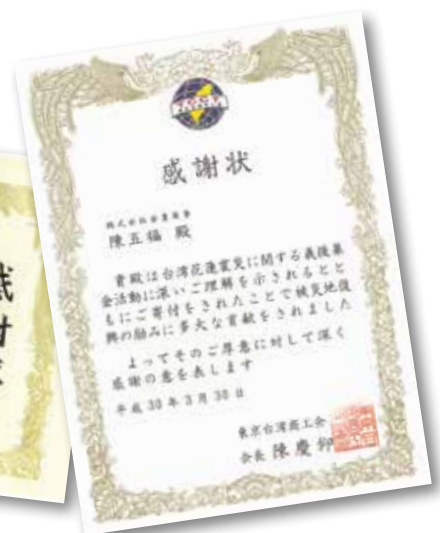 感謝状
陳五福 殿
貴殿は台湾花蓮震災に関する義援募
金活動に深いご理解を示されるとと
もにご寄付をされたことで被災地復
興の励みに多大な貢献をされました
よってそのご厚意に対して深く
感謝の意を表します
平成30年3月30日
東京台湾商工会
会長 陳慶仰